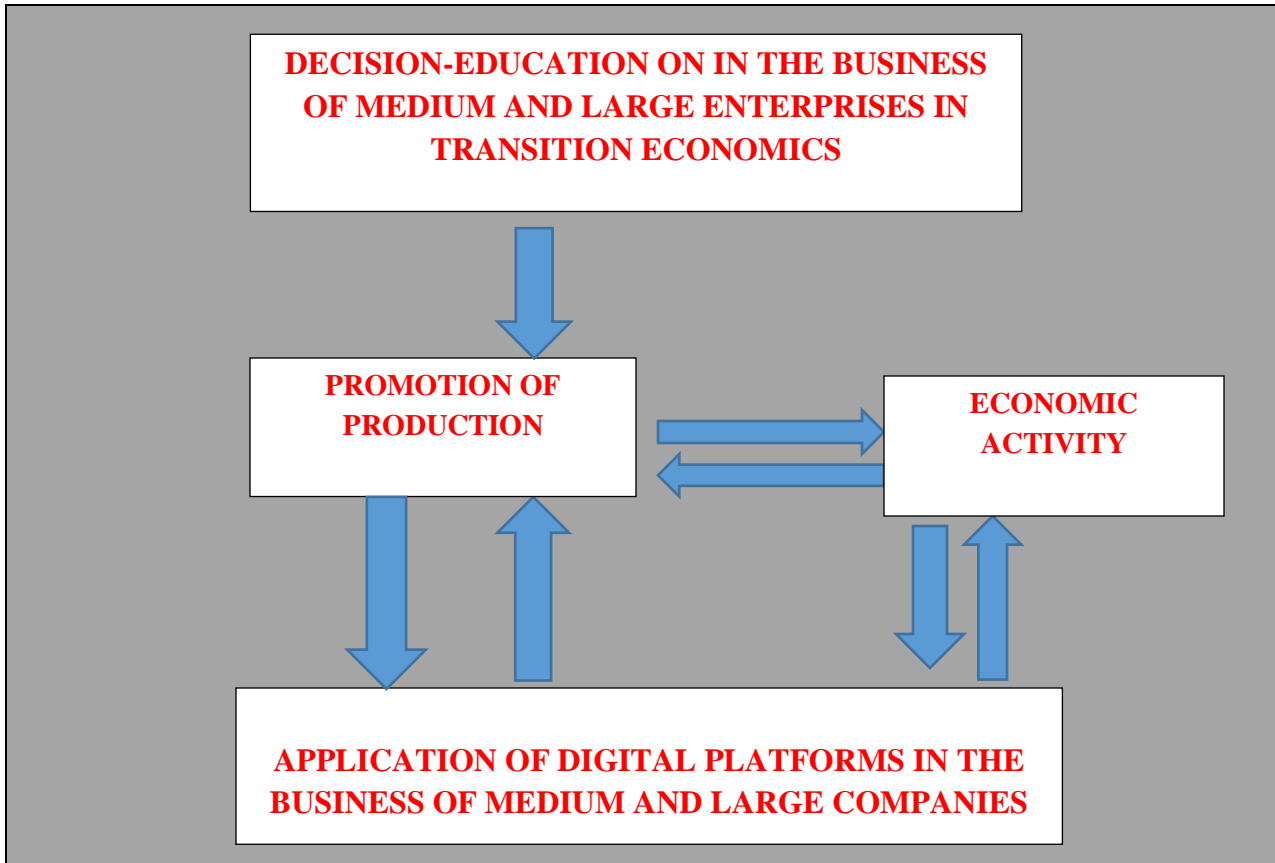 DECISION-EDUCATION ON IN THE BUSINESS
OF MEDIUM AND LARGE ENTERPRISES IN
TRANSITION ECONOMICS
PROMOTION OF
PRODUCTION
ECONOMIC
ACTIVITY
APPLICATION OF DIGITAL PLATFORMS IN THE
BUSINESS OF MEDIUM AND LARGE COMPANIES